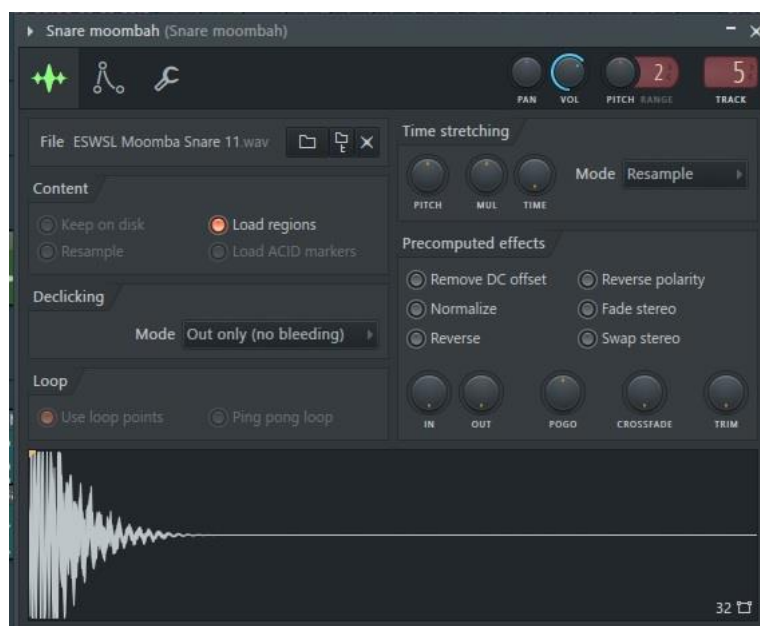 Snare moombah (Snare moombah)
2
5
PAN VOL PITCH RANGE TRACK
File ESWSL Moomba Snare 11.wav
Content
Keep on disk Load regions
Resample Load ACID markers
Declicking
Mode Out only (no bleeding)
Loop
Use loop points Ping pong loop
Time stretching
Mode Resample
PITCH MUL TIME
Precomputed effects
Remove DC offset Reverse polarity
Normalize Fade stereo
Reverse Swap stereo
IN OUT POGO CROSSFADE TRIM
32